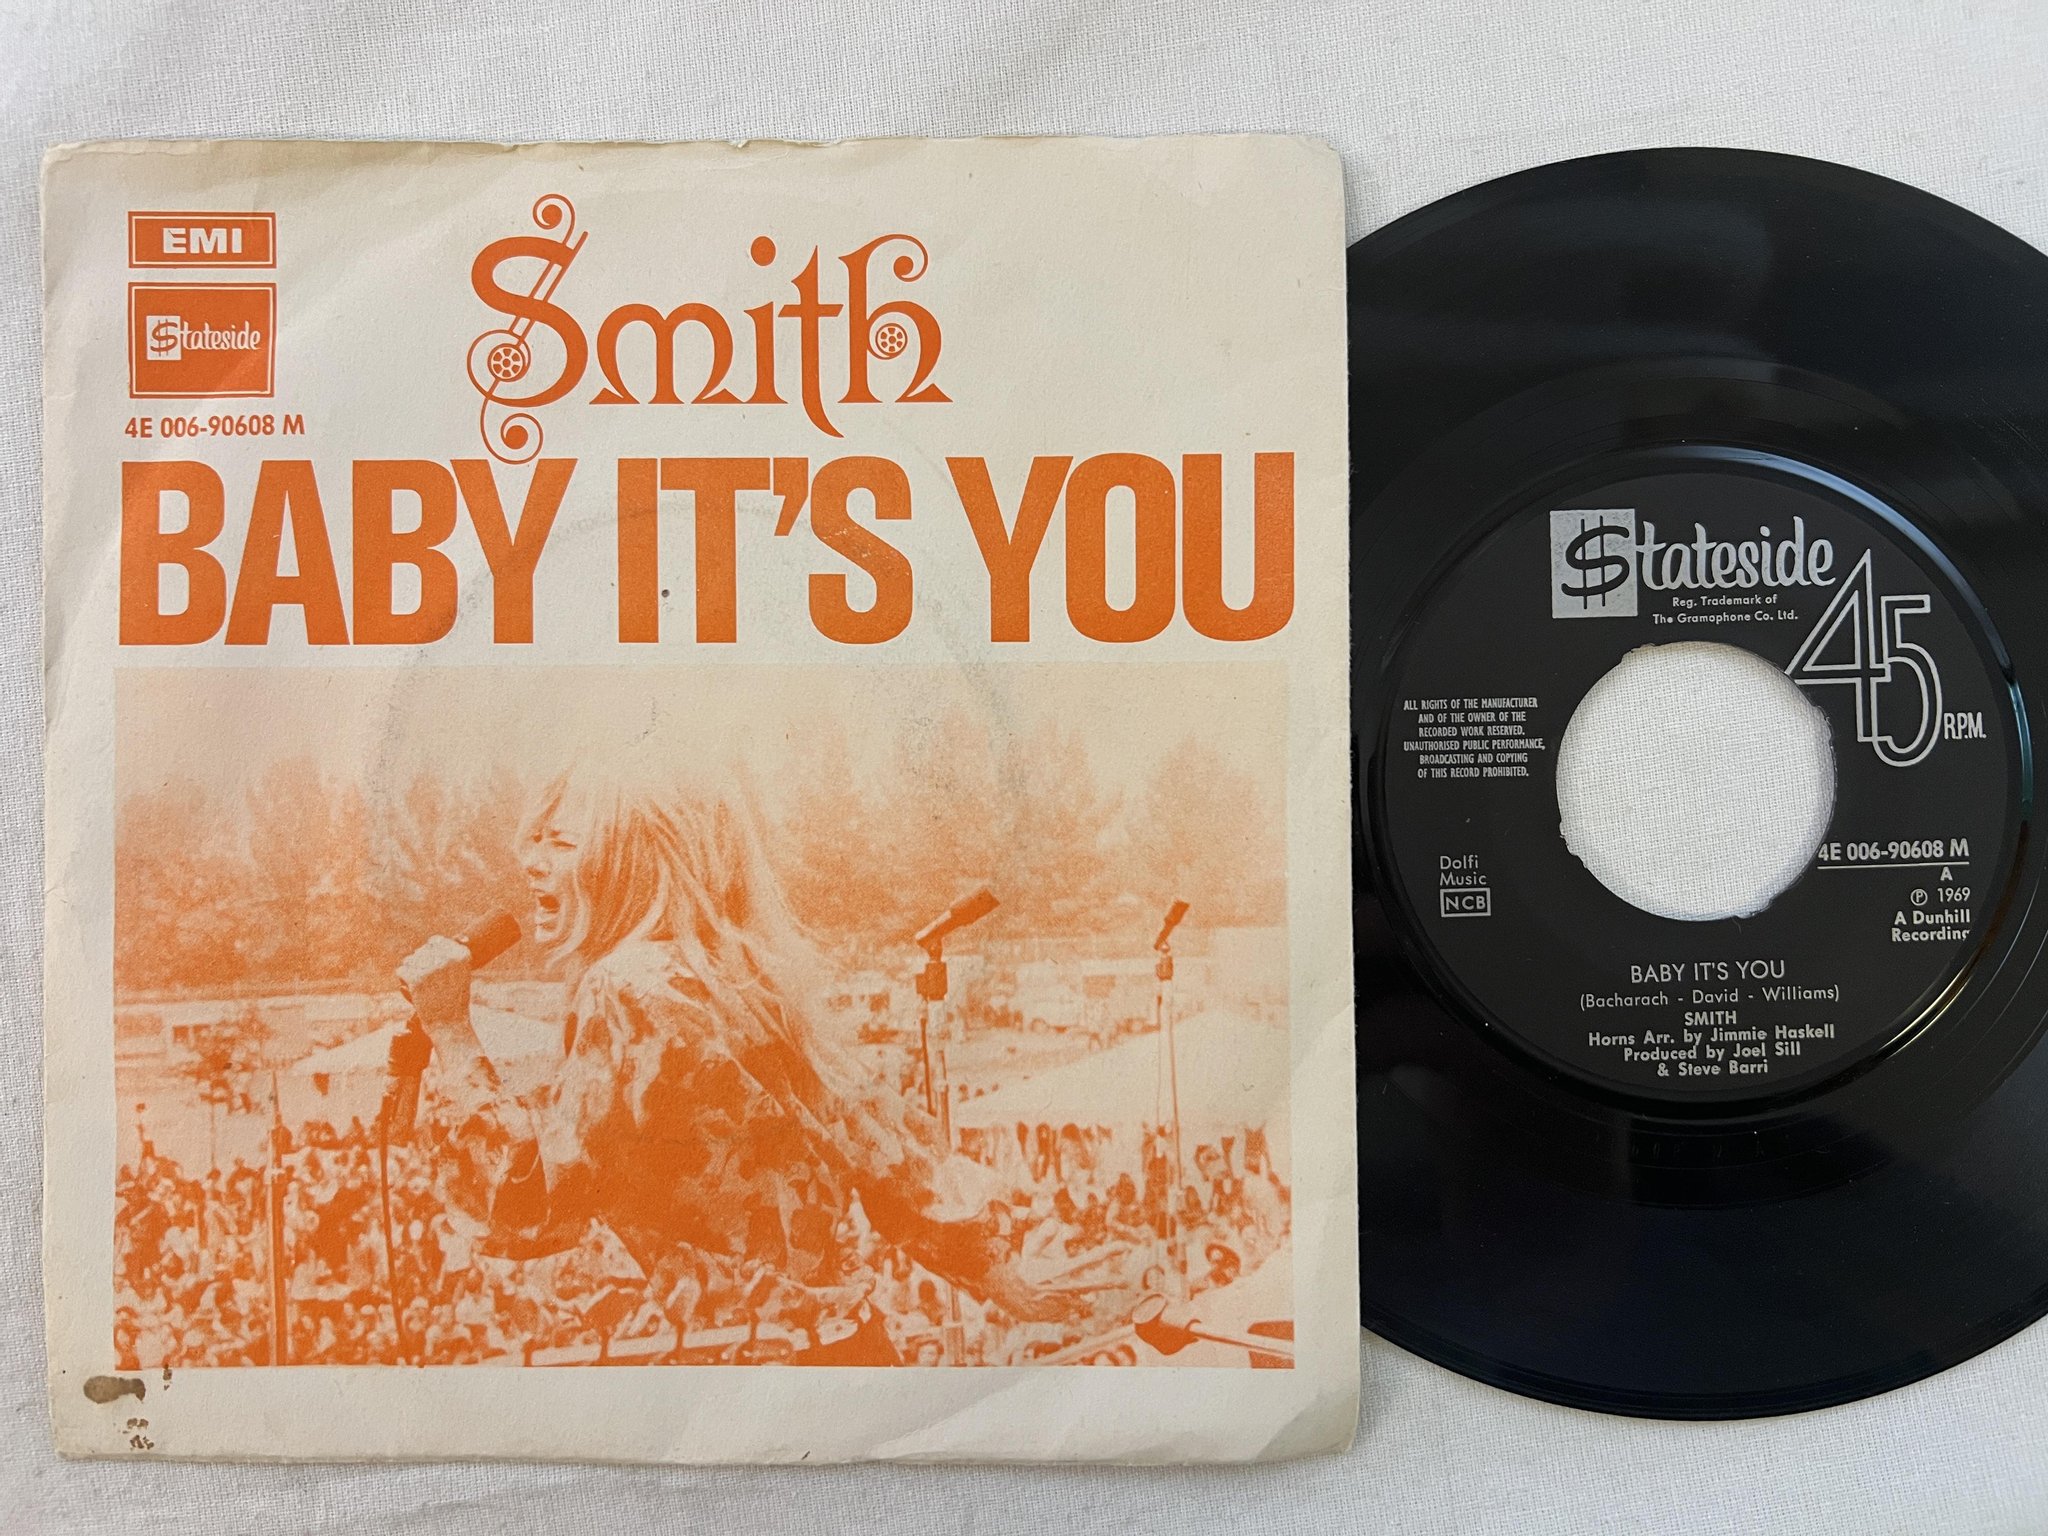 EMI
Stateside
4E 006-90608 M
Smith
BABY IT'S YOU
Stateside
Reg. Trademark of
The Gramophone Co. Ltd.
45 R.P.M.
ALL RIGHTS OF THE MANUFACTURER
AND OF THE OWNER OF THE
RECORDED WORK RESERVED.
UNAUTHORISED PUBLIC PERFORMANCE,
BROADCASTING AND COPYING
OF THIS RECORD PROHIBITED.
Dolfi
Music
NCB
4E 006-90608 M
A
℗ 1969
A Dunhill
Recording
BABY IT'S YOU
(Bacharach - David - Williams)
SMITH
Horns Arr. by Jimmie Haskell
Produced by Joel Sill
& Steve Barri